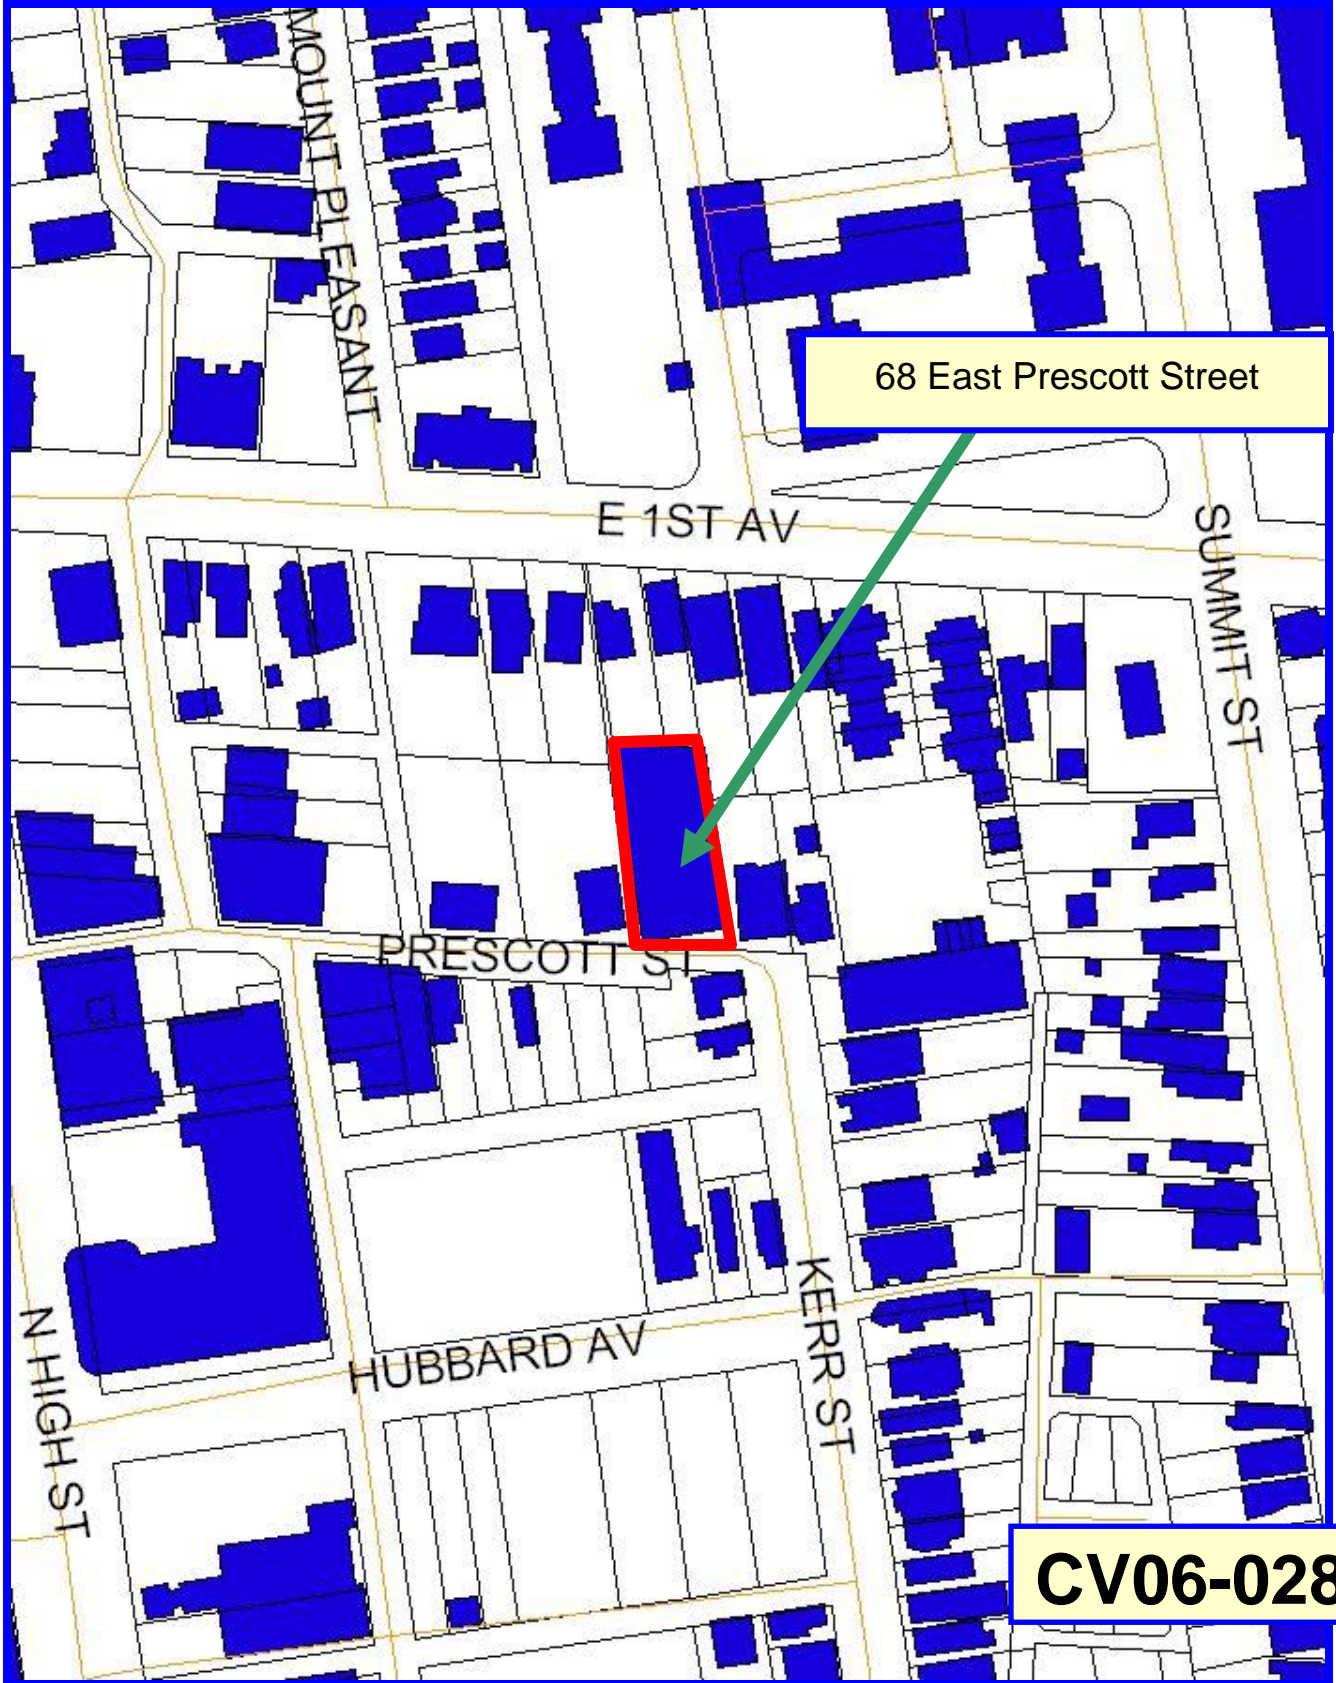 MOUNT PLEASANT
68 East Prescott Street
E 1ST AV
SUMMIT ST
PRESCOTT ST
KERR ST
HUBBARD AV
N HIGH ST
CV06-028